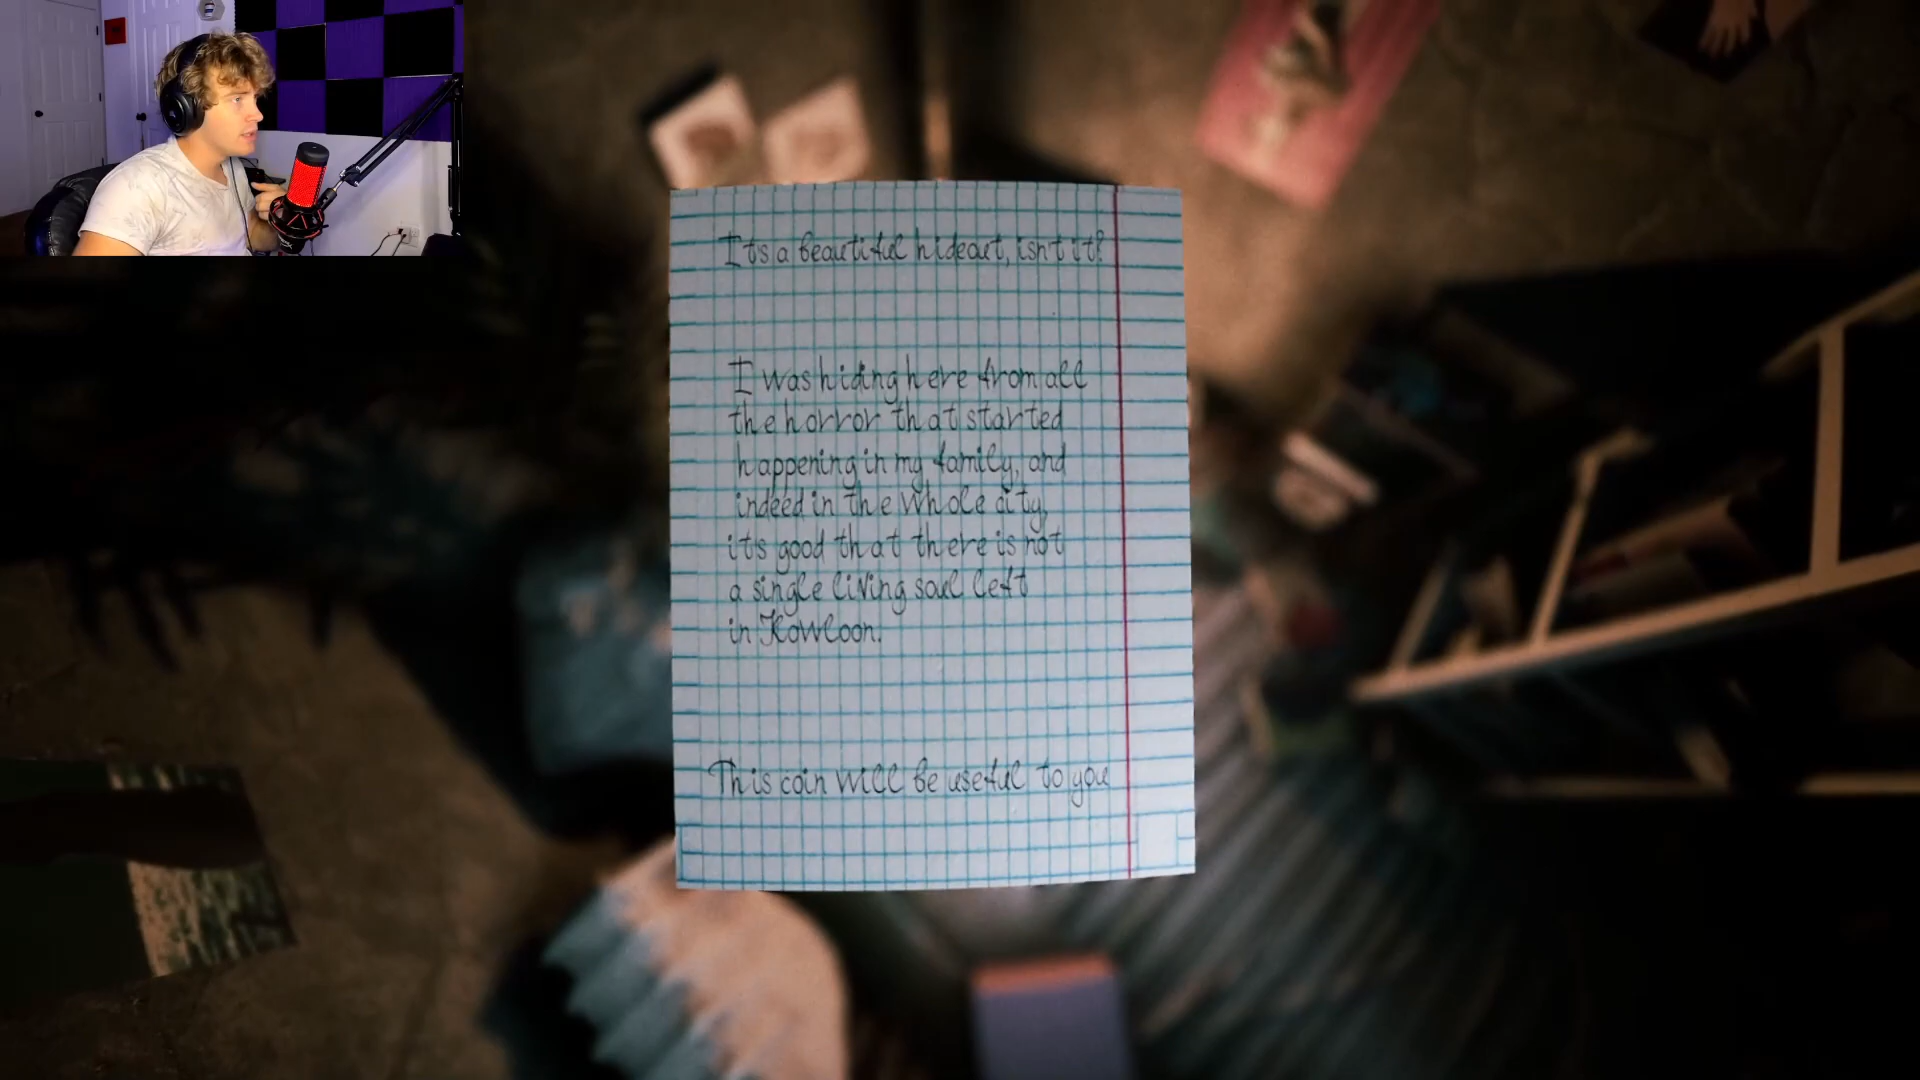 It's a beautiful hideout, isn't it?
I was hiding here from all
the horror that started
happening in my family, and
indeed in the whole city,
it's good that there is not
a single living soul left
in Kowloon.
This coin will be useful to you